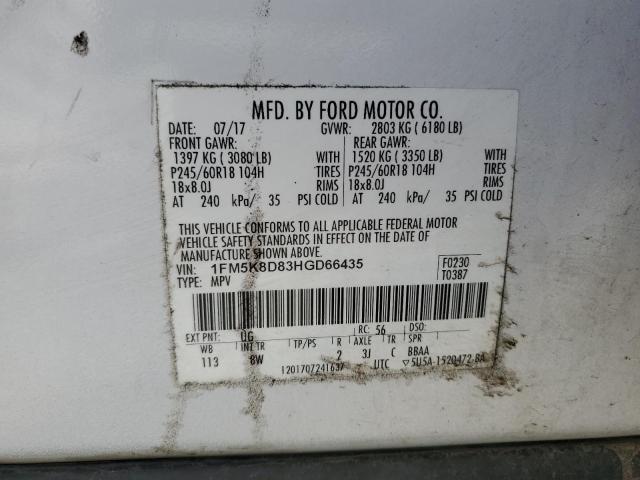 MFD. BY FORD MOTOR CO.
DATE: 07/17 GVWR: 2803 KG ( 6180 LB)
FRONT GAWR: REAR GAWR:
1397 KG ( 3080 LB) WITH 1520 KG ( 3350 LB) WITH
P245/60R18 104H TIRES P245/60R18 104H TIRES
18x8.0J RIMS 18x8.0J RIMS
AT 240 kPa/ 35 PSI COLD AT 240 kPa/ 35 PSI COLD
THIS VEHICLE CONFORMS TO ALL APPLICABLE FEDERAL MOTOR
VEHICLE SAFETY STANDARDS IN EFFECT ON THE DATE OF
MANUFACTURE SHOWN ABOVE.
VIN: 1FM5K8D83HGD66435 F0230
TYPE: MPV T0387
EXT PNT: UG RC: 56 DSO:
WB INT TR TP/PS R AXLE TR SPR
113 8W 2 3J C BBAA
1201707241637 UTC ▽5U5A-1520472-BA